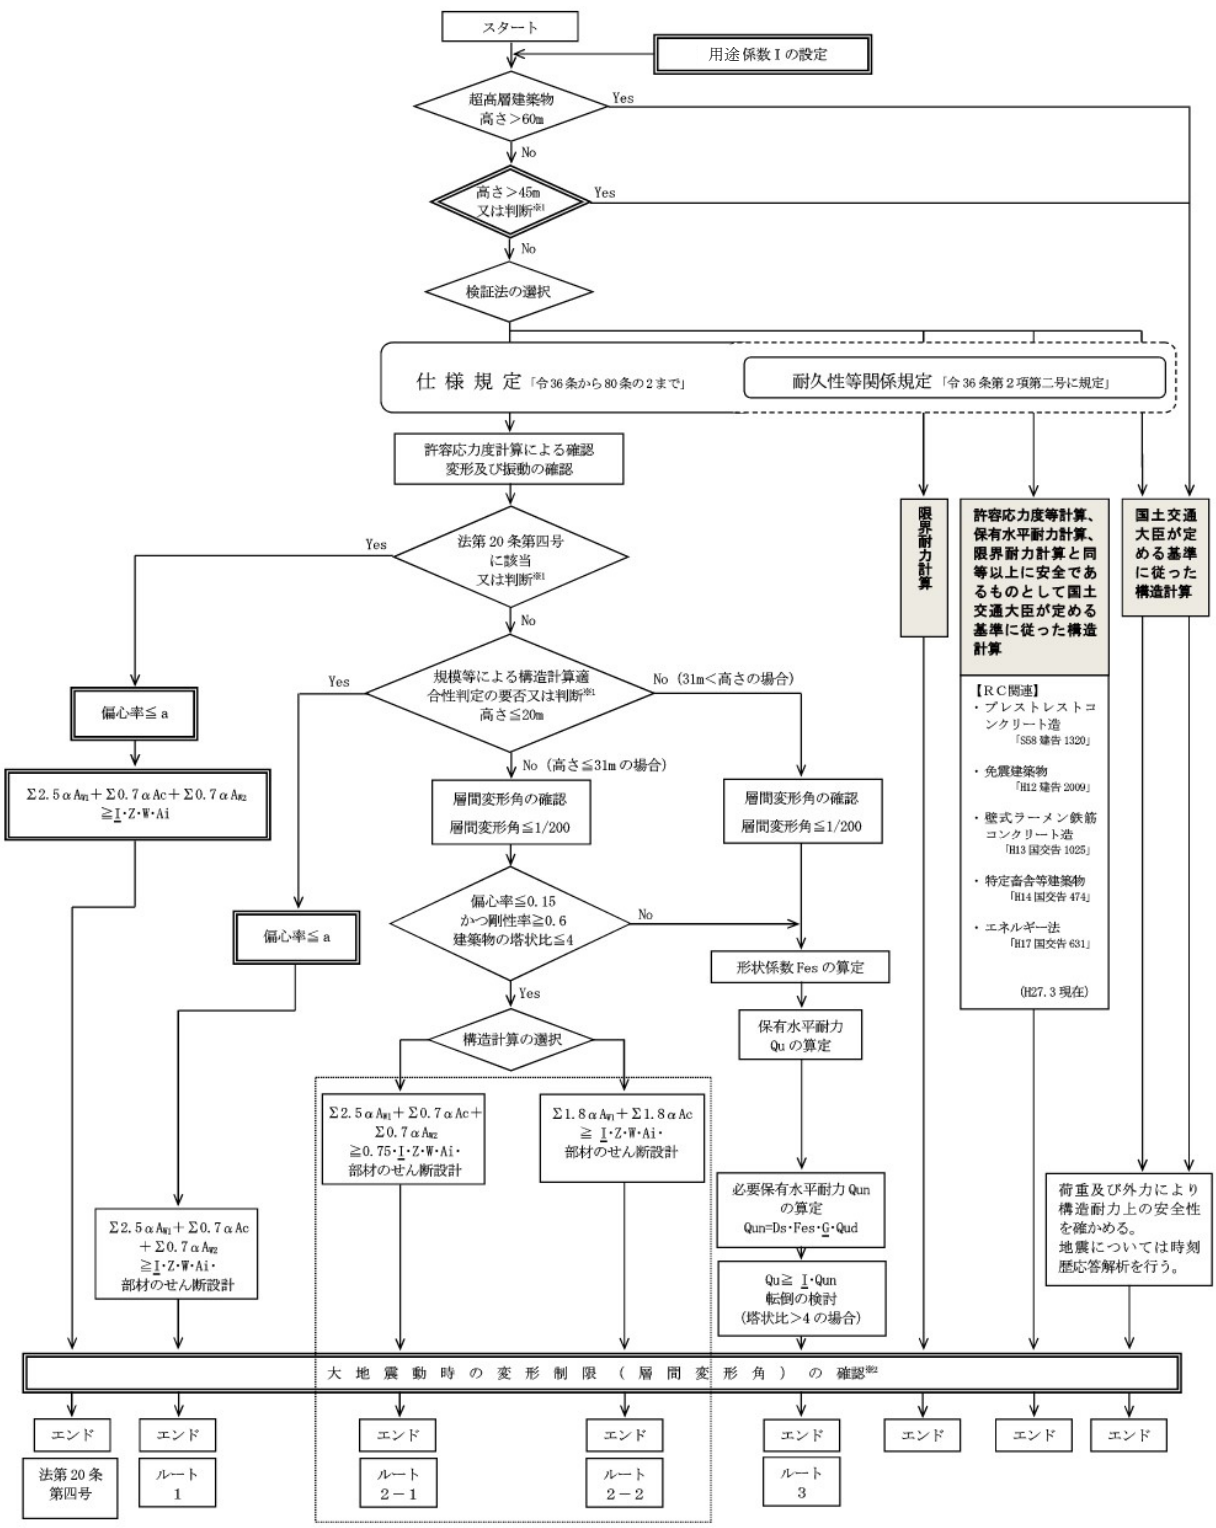 スタート
用途係数Ｉの設定
超高層建築物
高さ＞60m
Yes
No
高さ＞45m
又は判断※1
Yes
No
検証法の選択
仕様規定「令36条から80条の2まで」
耐久性等関係規定「令36条第2項第二号に規定」
許容応力度計算による確認
変形及び振動の確認
法第20条第四号
に該当
又は判断※1
Yes
No
限界耐力計算
許容応力度等計算、
保有水平耐力計算、
限界耐力計算と同
等以上に安全であ
るものとして国土
交通大臣が定める
基準に従った構造
計算
国土交通
大臣が定
める基準
に従った
構造計算
規模等による構造計算適
合性判定の要否又は判断※1
高さ≦20m
Yes
No（31m＜高さの場合）
No（高さ≦31mの場合）
【ＲＣ関連】
・プレストレストコ
ンクリート造
「S58建告1320」
・免震建築物
「H12建告2009」
・壁式ラーメン鉄筋
コンクリート造
「H13国交告1025」
・特定畜舎等建築物
「H14国交告474」
・エネルギー法
「H17国交告631」
(H27.3現在)
偏心率≦a
Σ2.5αAw1＋Σ0.7αAc＋Σ0.7αAw2
≧I・Z・W・Ai
層間変形角の確認
層間変形角≦1/200
層間変形角の確認
層間変形角≦1/200
偏心率≦0.15
かつ剛性率≧0.6
建築物の塔状比≦4
No
Yes
偏心率≦a
形状係数Fesの算定
保有水平耐力
Quの算定
構造計算の選択
Σ2.5αAw1＋Σ0.7αAc＋
Σ0.7αAw2
≧0.75・I・Z・W・Ai・
部材のせん断設計
Σ1.8αAw1＋Σ1.8αAc
≧ I・Z・W・Ai・
部材のせん断設計
必要保有水平耐力Qun
の算定
Qun=Ds・Fes・G・Qud
荷重及び外力により
構造耐力上の安全性
を確かめる。
地震については時刻
歴応答解析を行う。
Σ2.5αAw1＋Σ0.7αAc
＋Σ0.7αAw2
≧I・Z・W・Ai・
部材のせん断設計
Qu≧ I・Qun
転倒の検討
(塔状比＞4の場合)
大地震動時の変形制限（層間変形角）の確認※2
エンド
エンド
エンド
エンド
エンド
エンド
エンド
エンド
法第20条
第四号
ルート
1
ルート
2－1
ルート
2－2
ルート
3